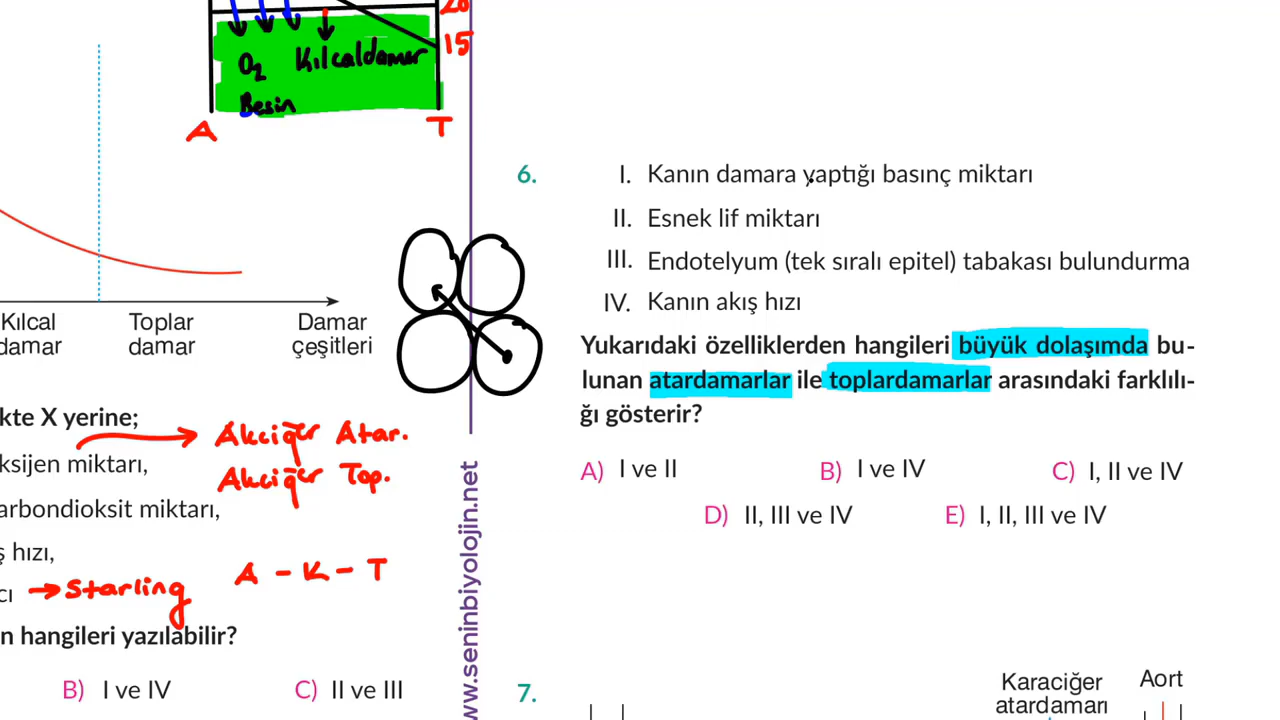 20
15
O2 Kılcaldamar
Besin
A T
Kılcal
damar
Toplar
damar
Damar
çeşitleri
kte X yerine;
Akciğer Atar.
ksijen miktarı,
Akciğer Top.
arbondioksit miktarı,
ş hızı,
A - K - T
cı → Starling
n hangileri yazılabilir?
B) I ve IV C) II ve III
www.seninbiyolojin.net
6. I. Kanın damara yaptığı basınç miktarı
II. Esnek lif miktarı
III. Endotelyum (tek sıralı epitel) tabakası bulundurma
IV. Kanın akış hızı
Yukarıdaki özelliklerden hangileri büyük dolaşımda bu-
lunan atardamarlar ile toplardamarlar arasındaki farklılı-
ğı gösterir?
A) I ve II B) I ve IV C) I, II ve IV
D) II, III ve IV E) I, II, III ve IV
7.
Karaciğer
atardamarı
Aort